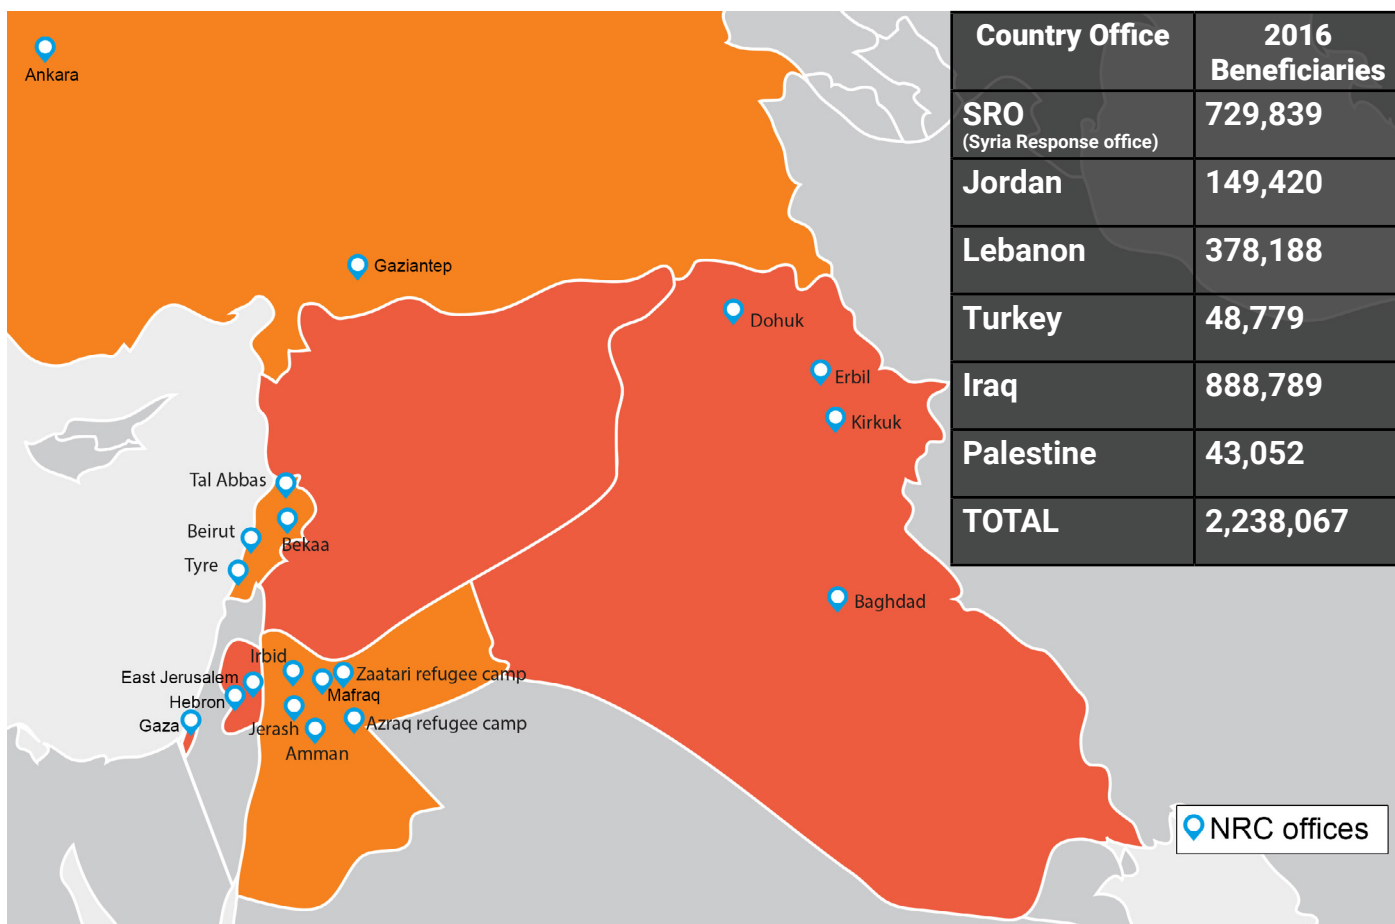 Country Office
2016
Beneficiaries
SRO
(Syria Response office)
729,839
Jordan
149,420
Lebanon
378,188
Turkey
48,779
Iraq
888,789
Palestine
43,052
TOTAL
2,238,067
Ankara
Gaziantep
Dohuk
Erbil
Kirkuk
Tal Abbas
Beirut
Bekaa
Tyre
Baghdad
Irbid
Zaatari refugee camp
East Jerusalem
Mafraq
Hebron
Gaza
Jerash
Azraq refugee camp
Amman
NRC offices